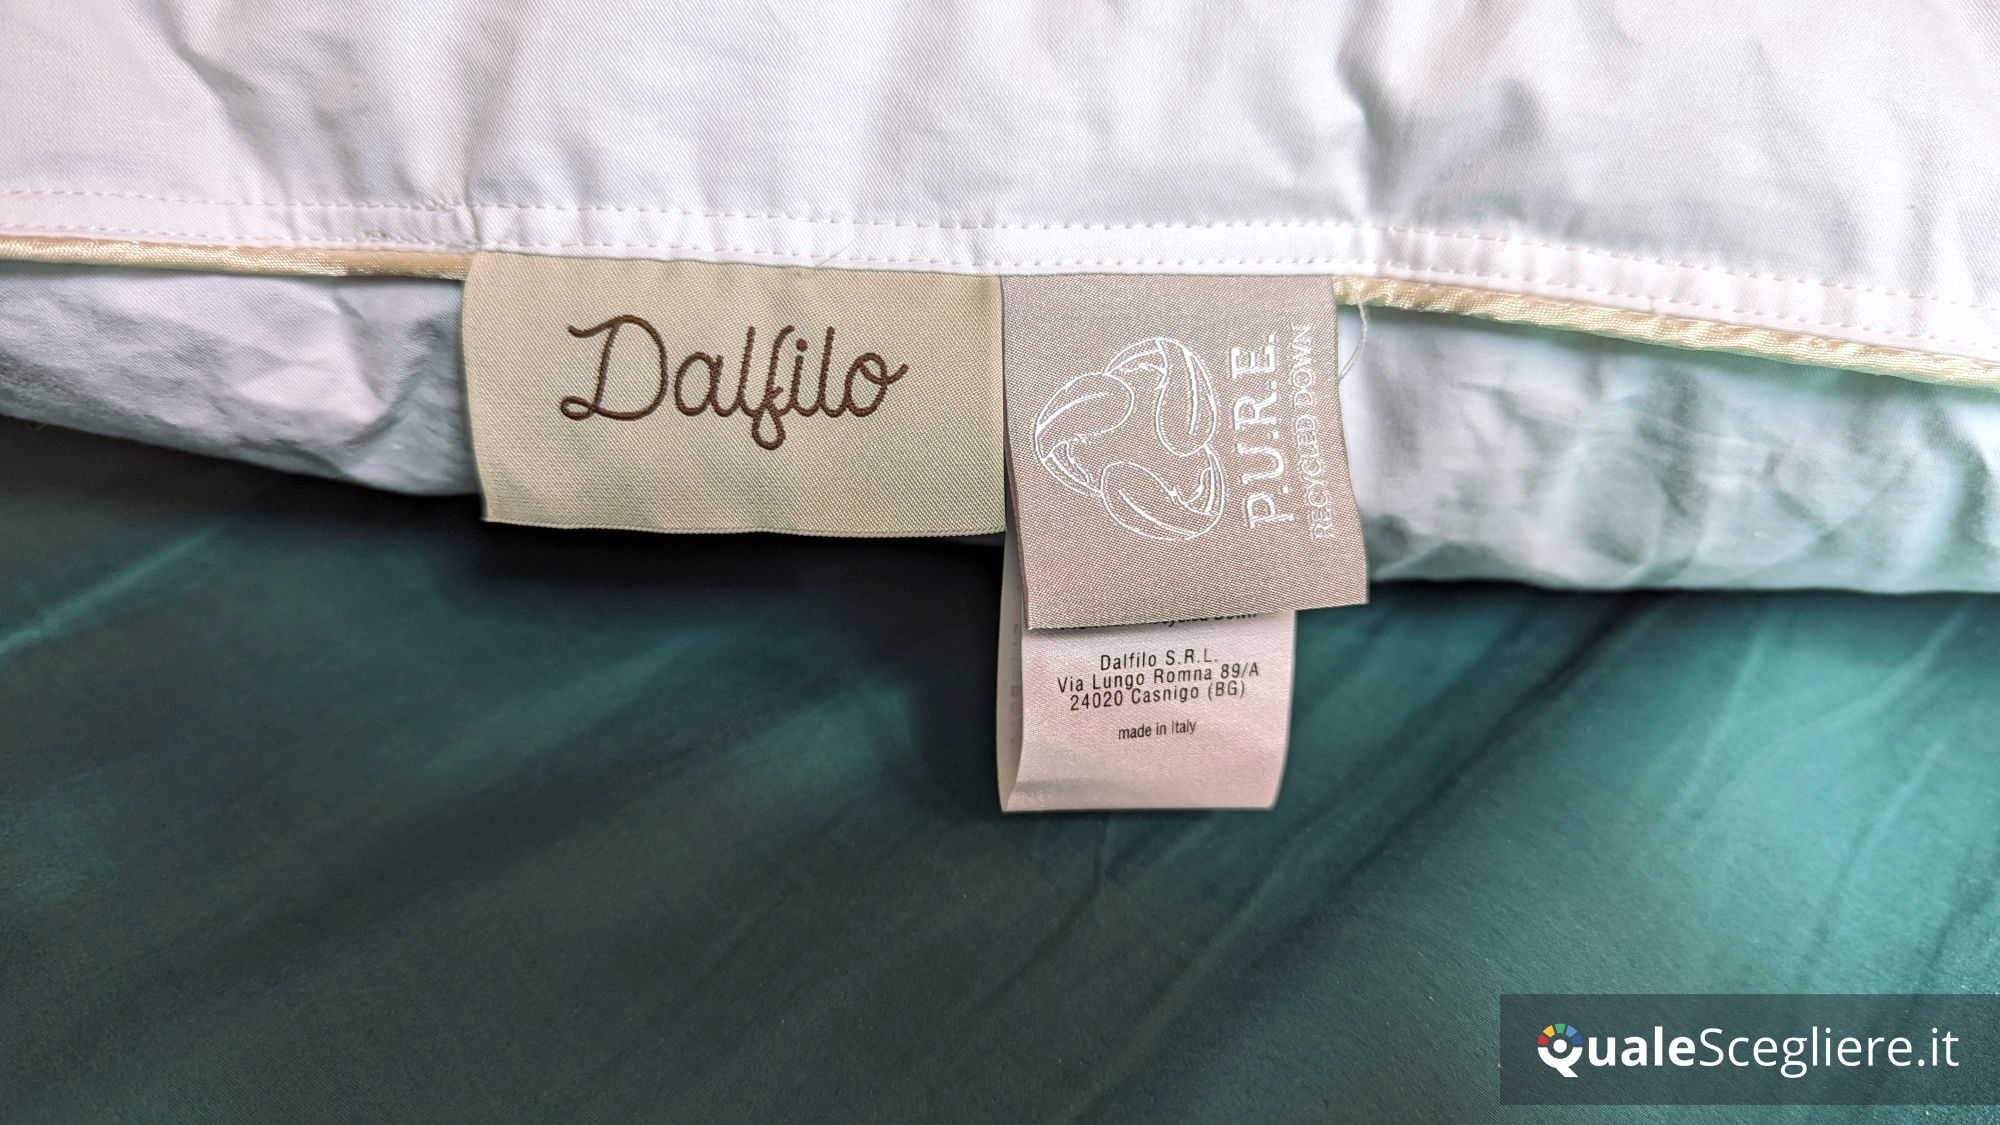 Dalfilo
P.U.R.E.
RECYCLED DOWN
Dalfilo S.R.L.
Via Lungo Romna 89/A
24020 Casnigo (BG)
made in Italy
QualeScegliere.it